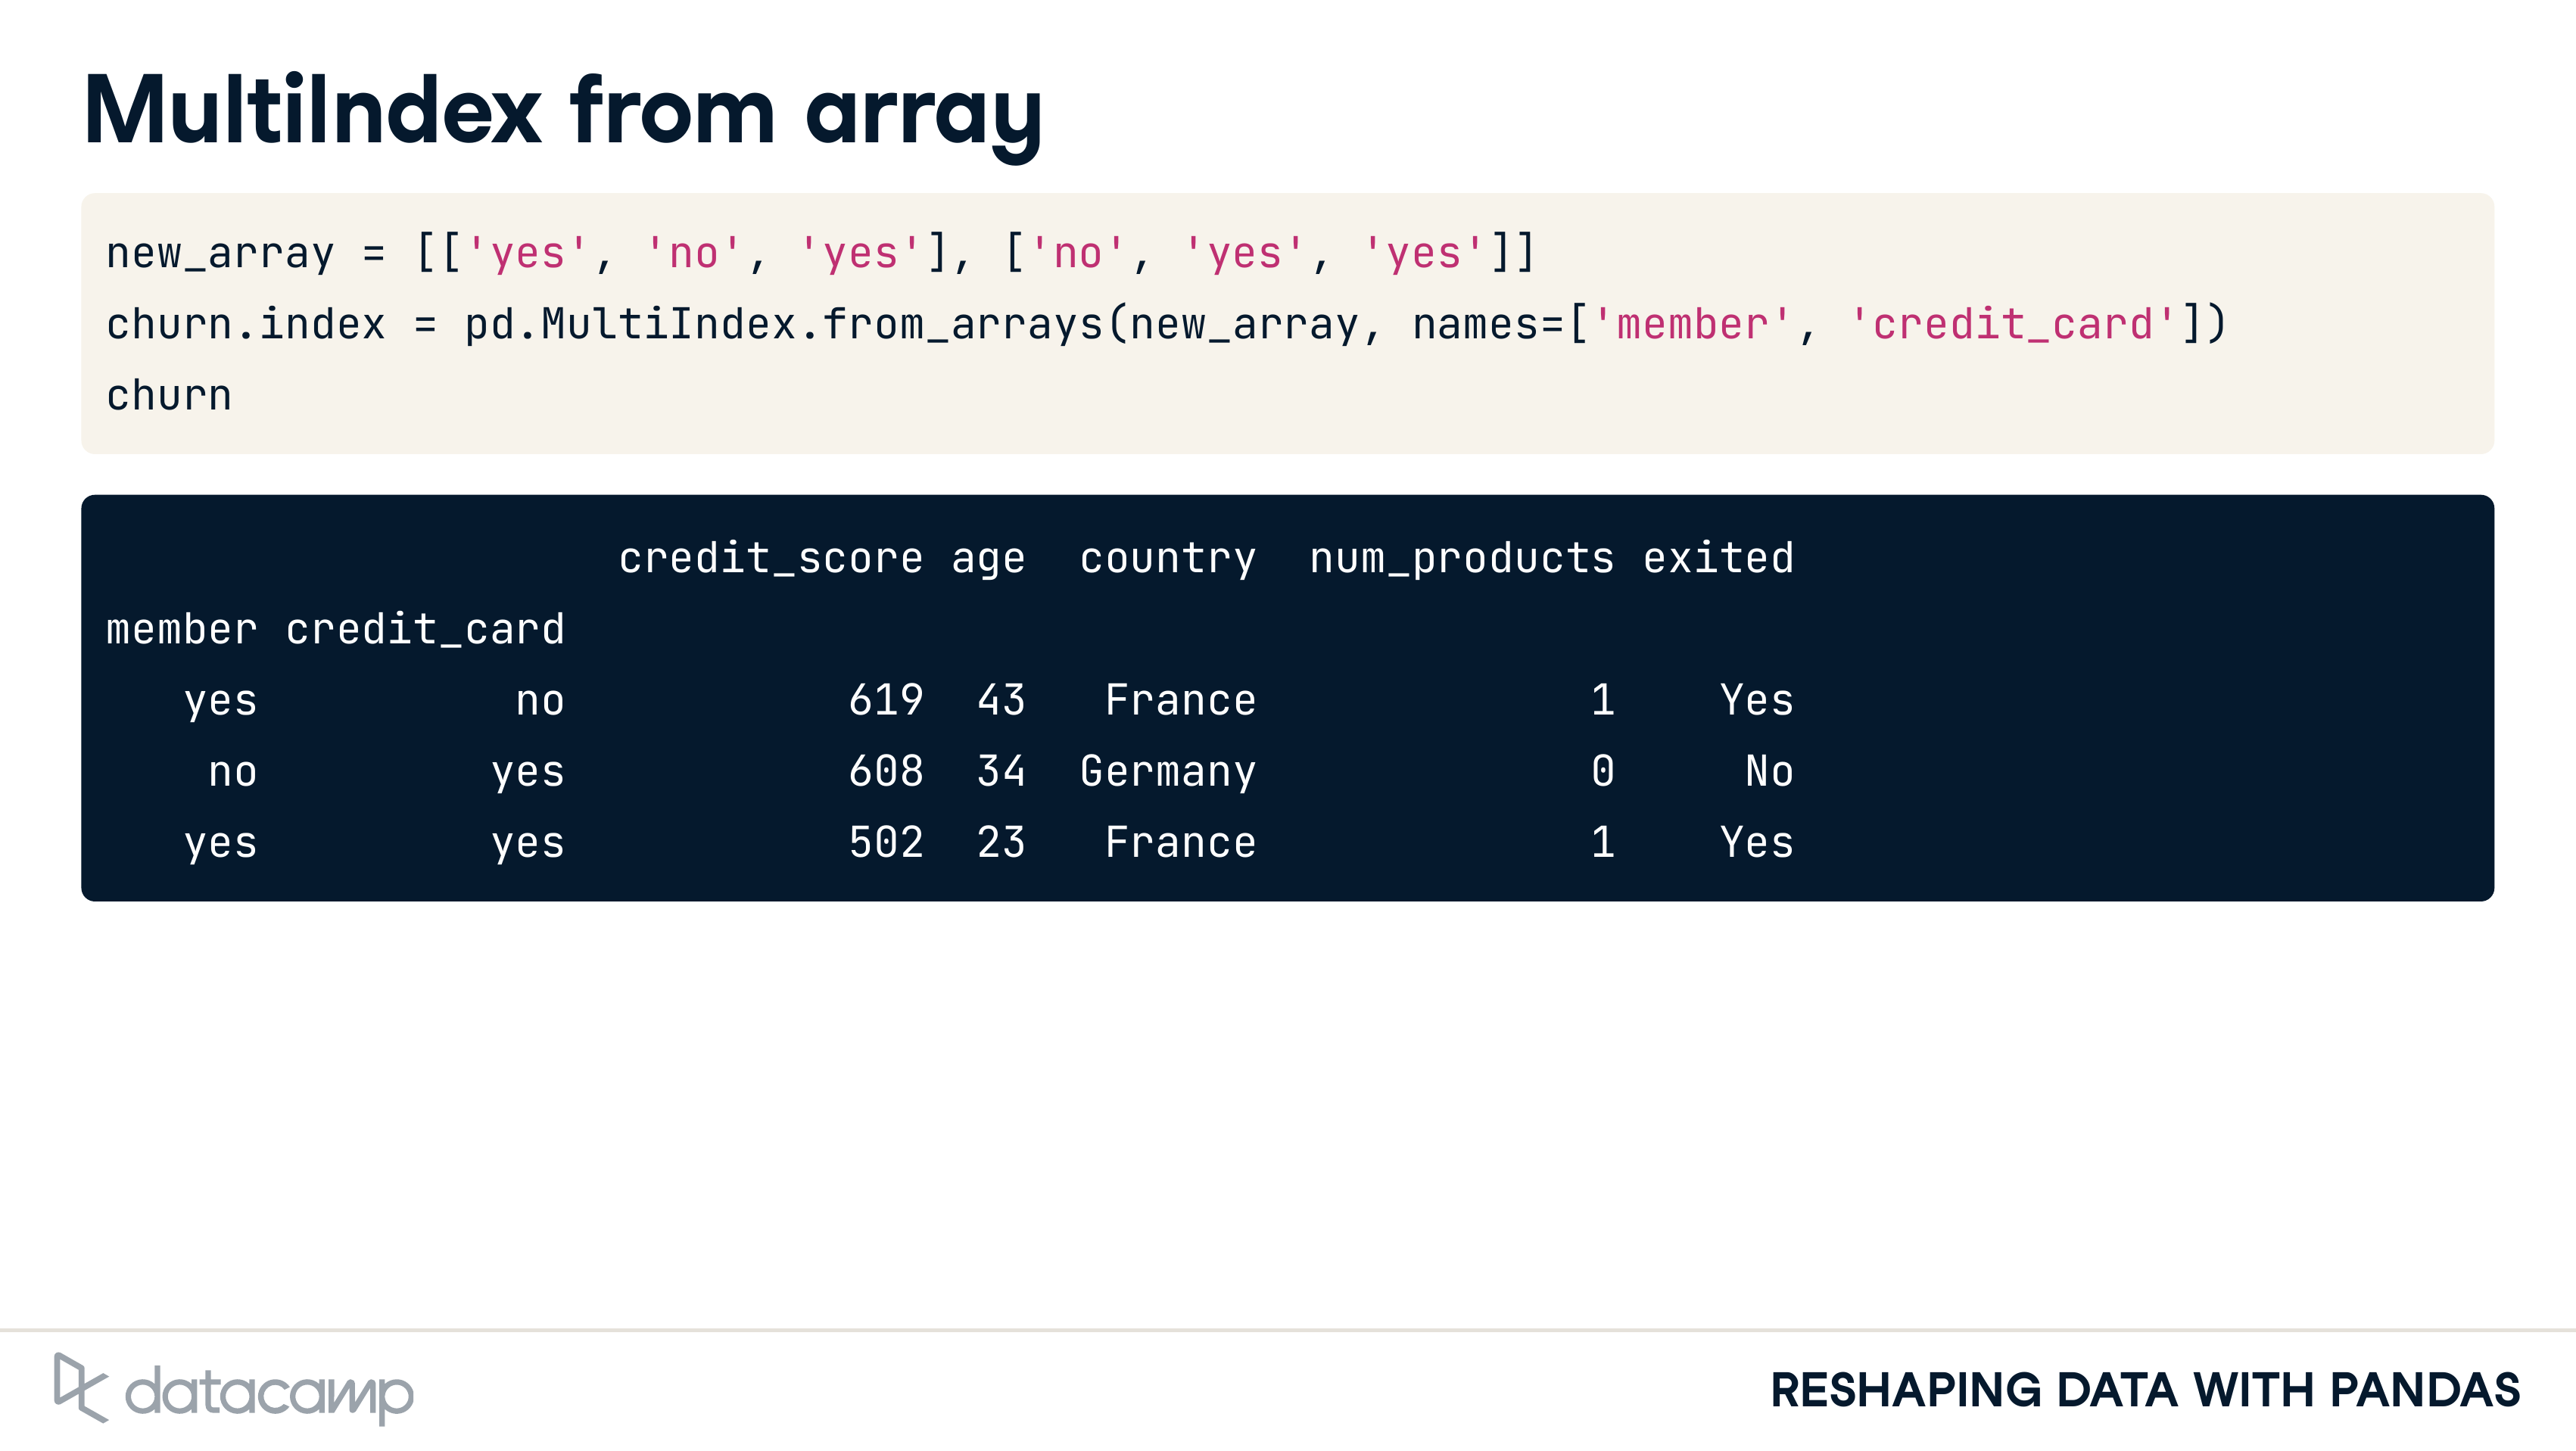 MultiIndex from array
new_array = [['yes', 'no', 'yes'], ['no', 'yes', 'yes']]
churn.index = pd.MultiIndex.from_arrays(new_array, names=['member', 'credit_card'])
churn
credit_score age country num_products exited
member credit_card
yes no 619 43 France 1 Yes
no yes 608 34 Germany 0 No
yes yes 502 23 France 1 Yes
datacamp
RESHAPING DATA WITH PANDAS